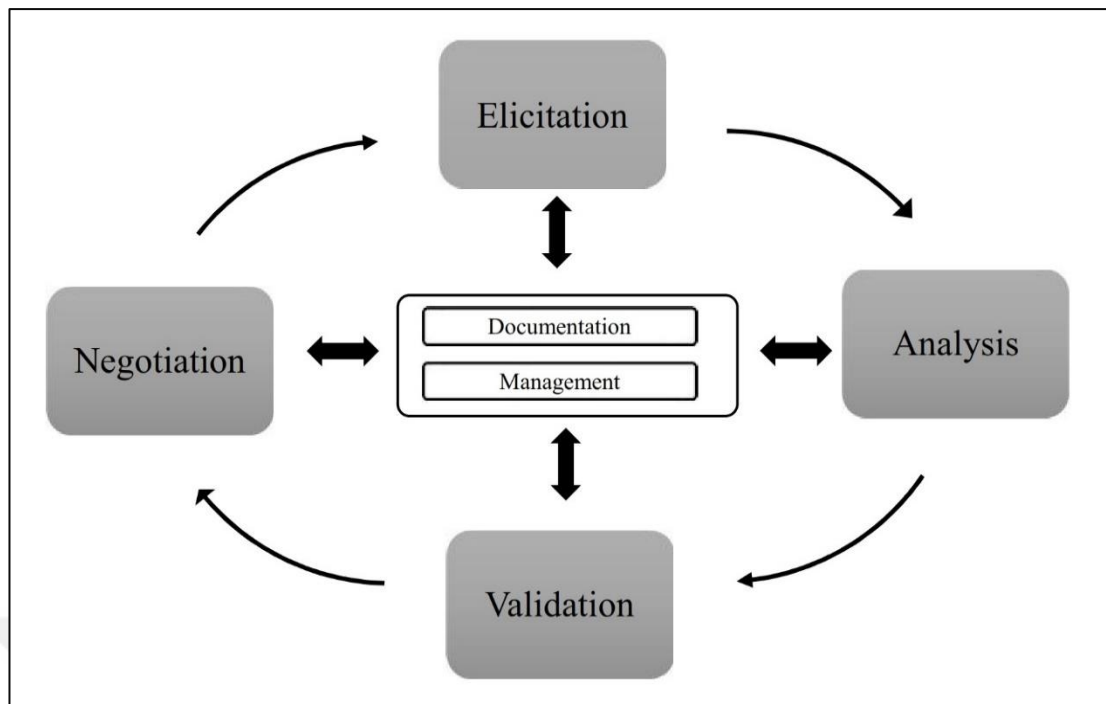 Elicitation
Negotiation
Documentation
Management
Analysis
Validation